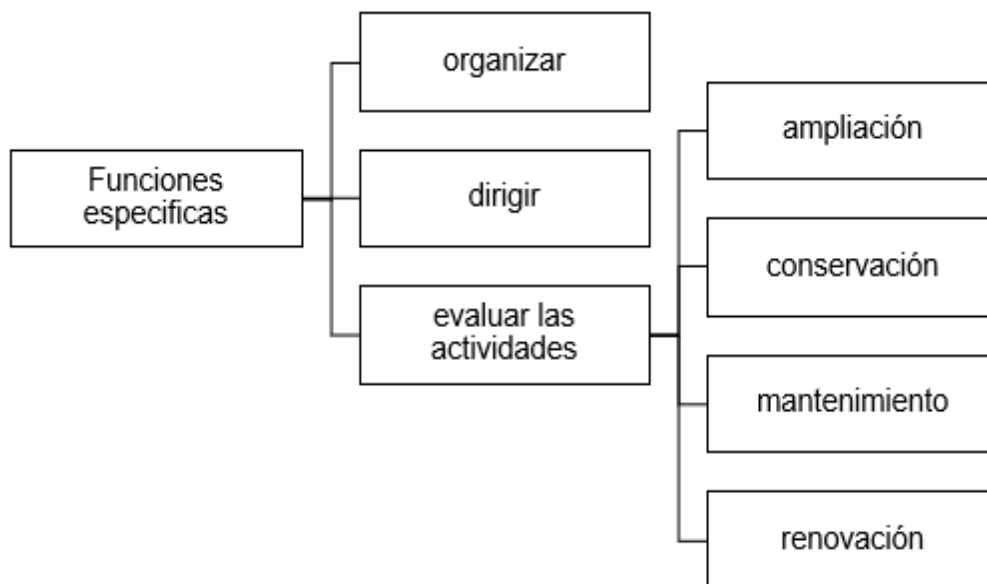 Funciones
especificas
organizar
dirigir
evaluar las
actividades
ampliación
conservación
mantenimiento
renovación